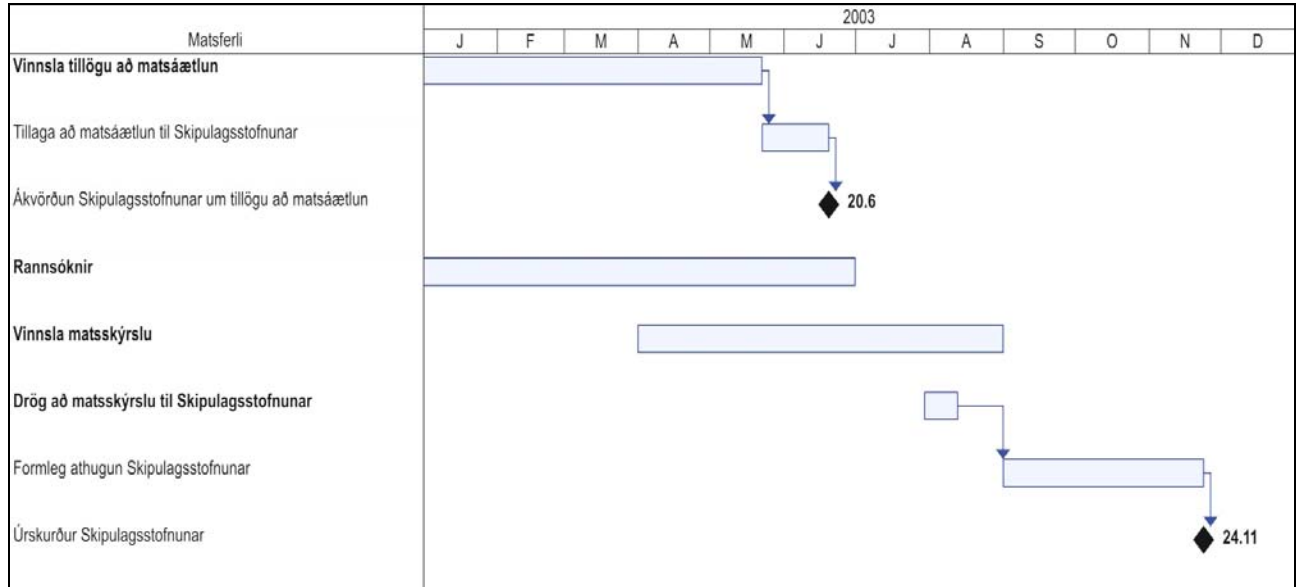 2003
Matsferli J F M A M J J A S O N D
Vinnsla tillögu að matsáætlun
Tillaga að matsáætlun til Skipulagsstofnunar
Ákvörðun Skipulagsstofnunar um tillögu að matsáætlun 20.6
Rannsóknir
Vinnsla matsskýrslu
Drög að matsskýrslu til Skipulagsstofnunar
Formleg athugun Skipulagsstofnunar
Úrskurður Skipulagsstofnunar 24.11